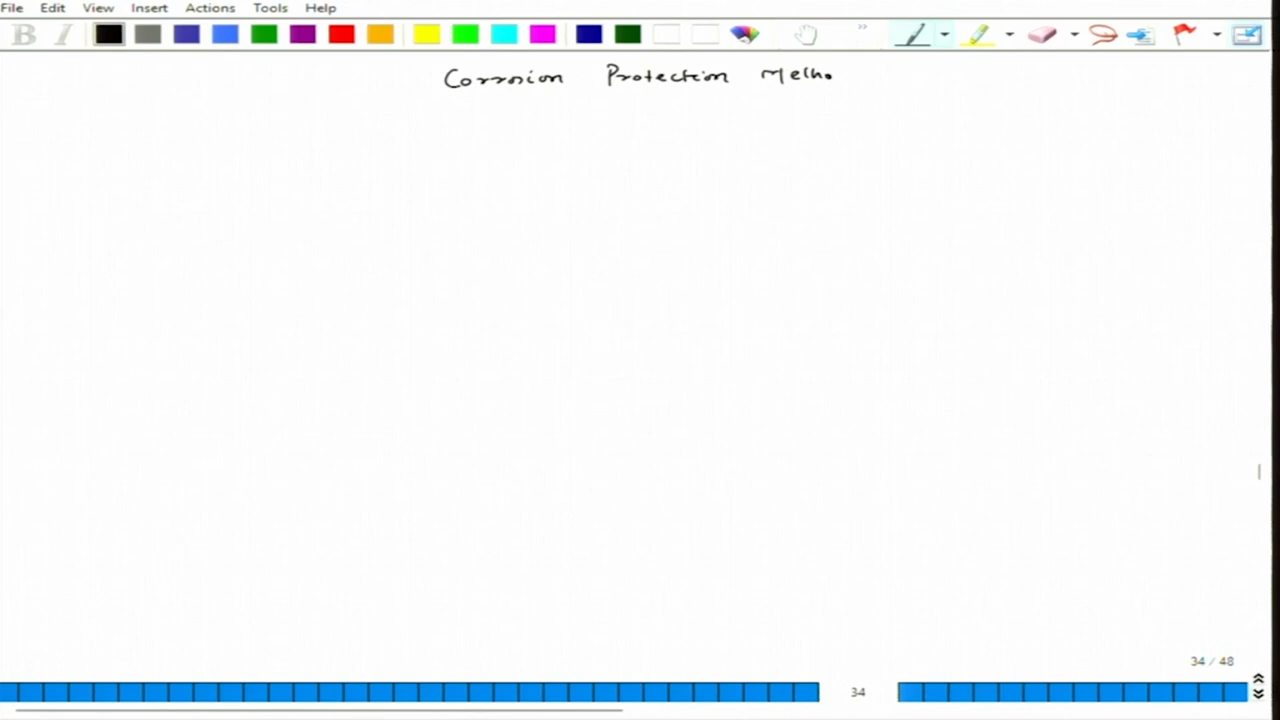 File Edit View Insert Actions Tools Help
B I
Corrosion Protection Metho
34 / 48
34